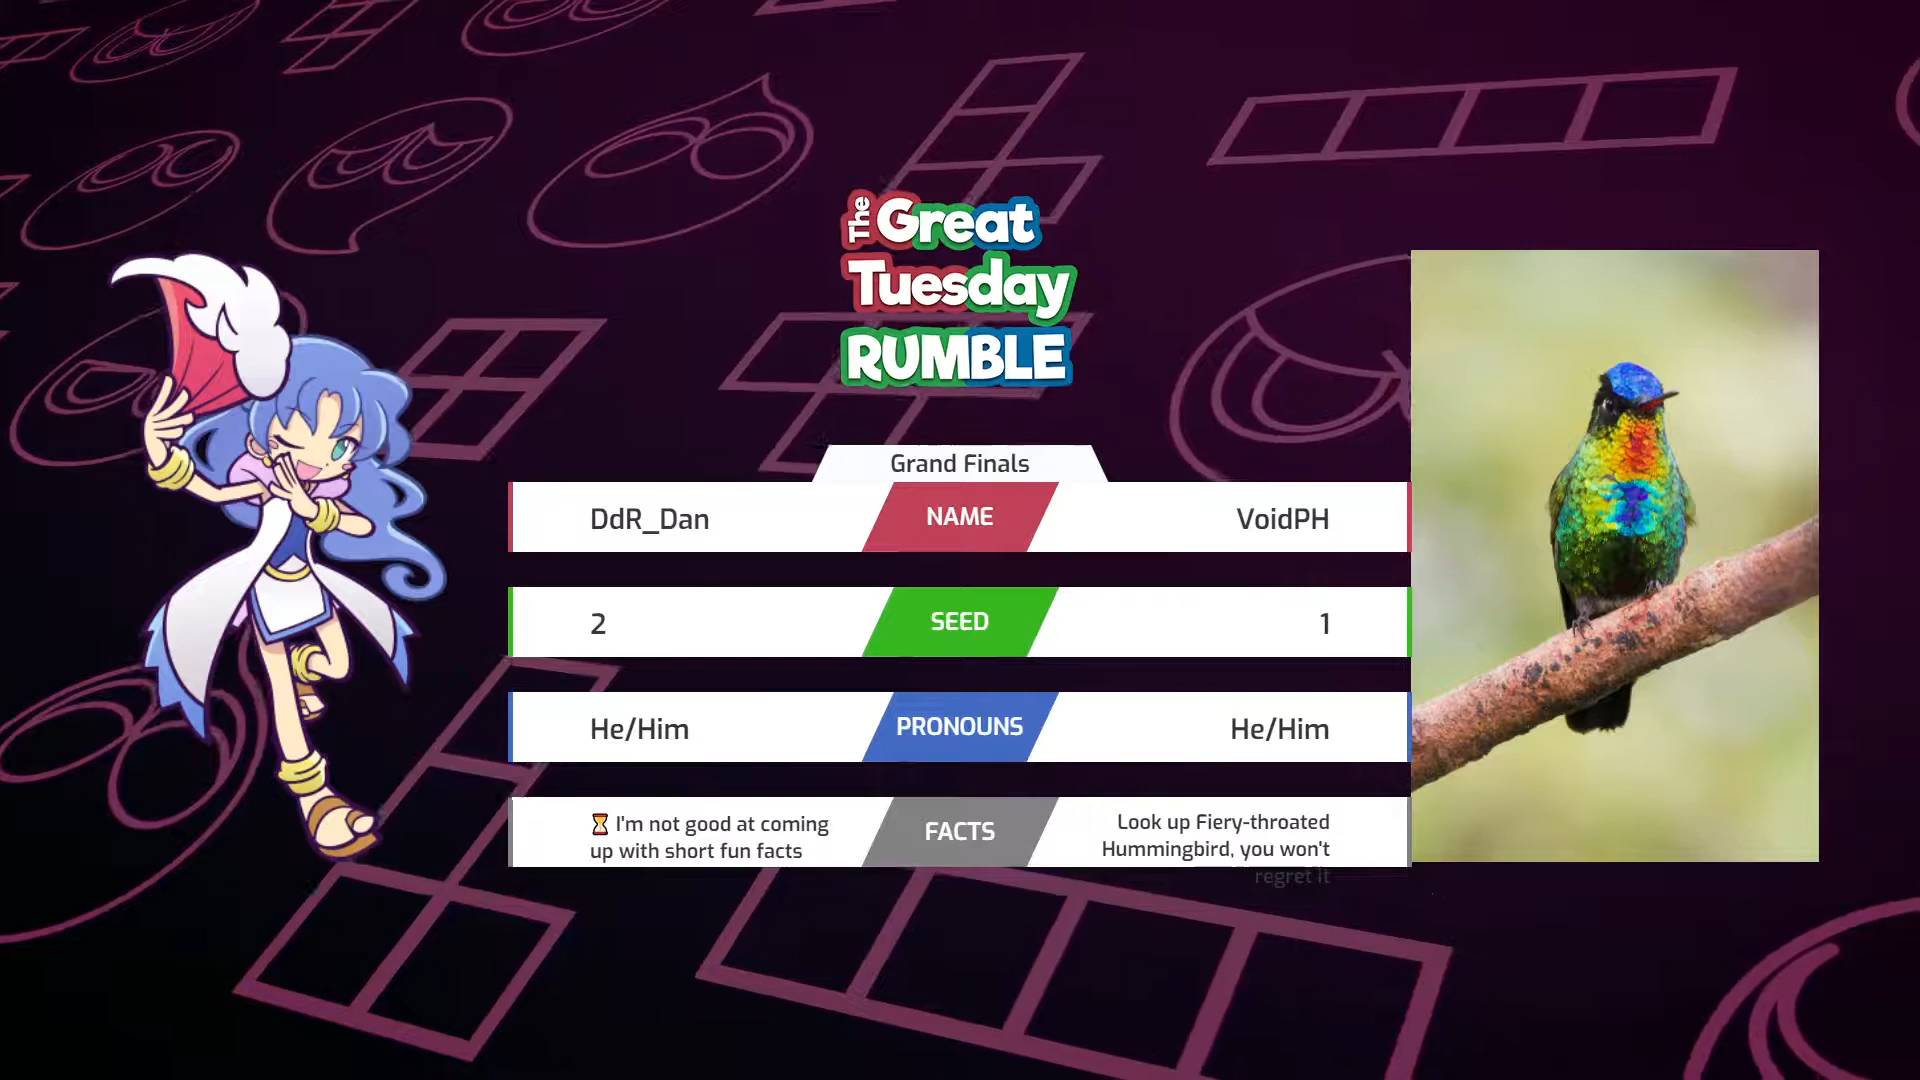 The Great
Tuesday
RUMBLE
Grand Finals
DdR_Dan NAME VoidPH
2 SEED 1
He/Him PRONOUNS He/Him
⏳ I'm not good at coming
up with short fun facts
FACTS
Look up Fiery-throated
Hummingbird, you won't
regret it